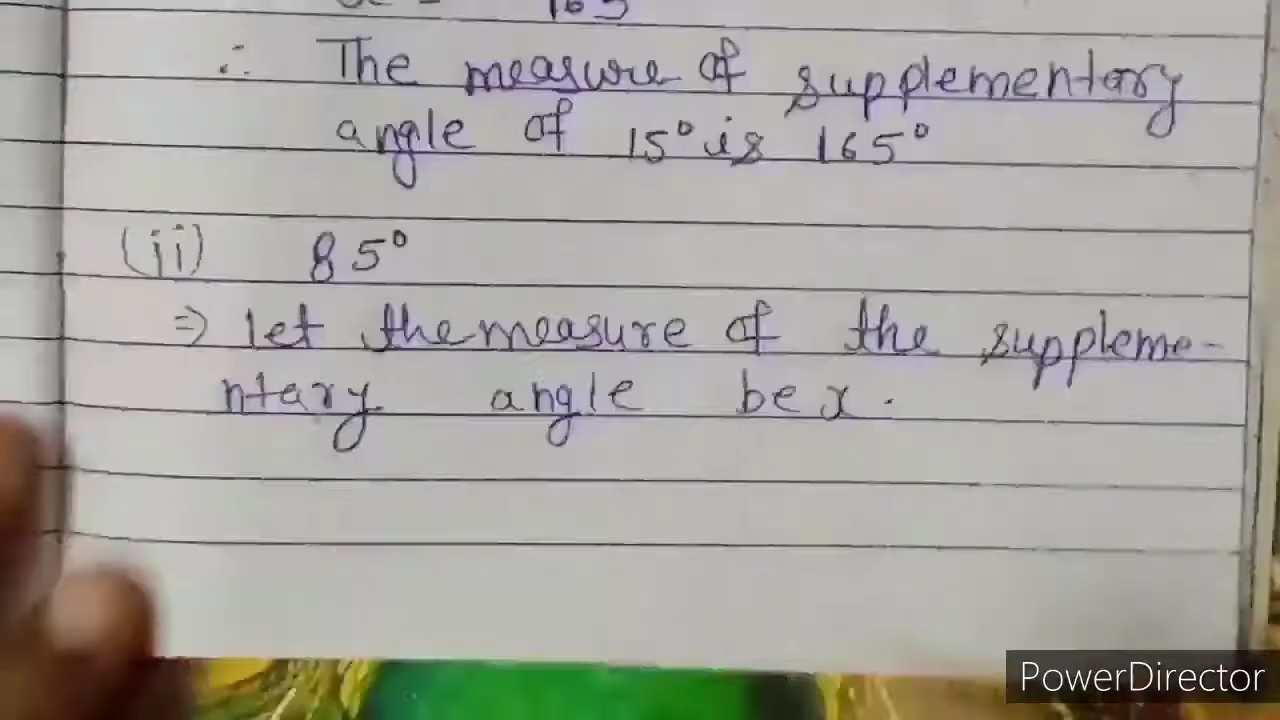 165
∴ The measure of supplementary
angle of 15° is 165°
(ii) 85°
⇒ let the measure of the suppleme-
ntary angle be x.
PowerDirector